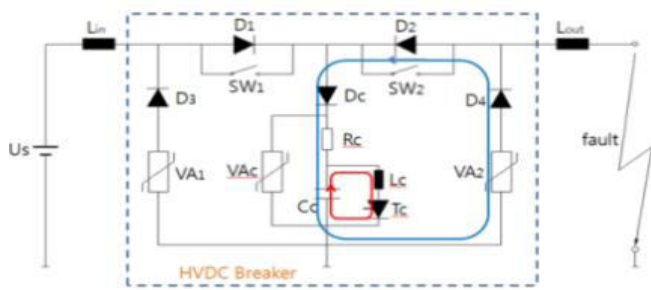 Lin
D1
D2
Lout
SW1
SW2
D3
Dc
D4
Us
Rc
fault
VA1
VAc
Lc
VA2
Cc
Tc
HVDC Breaker